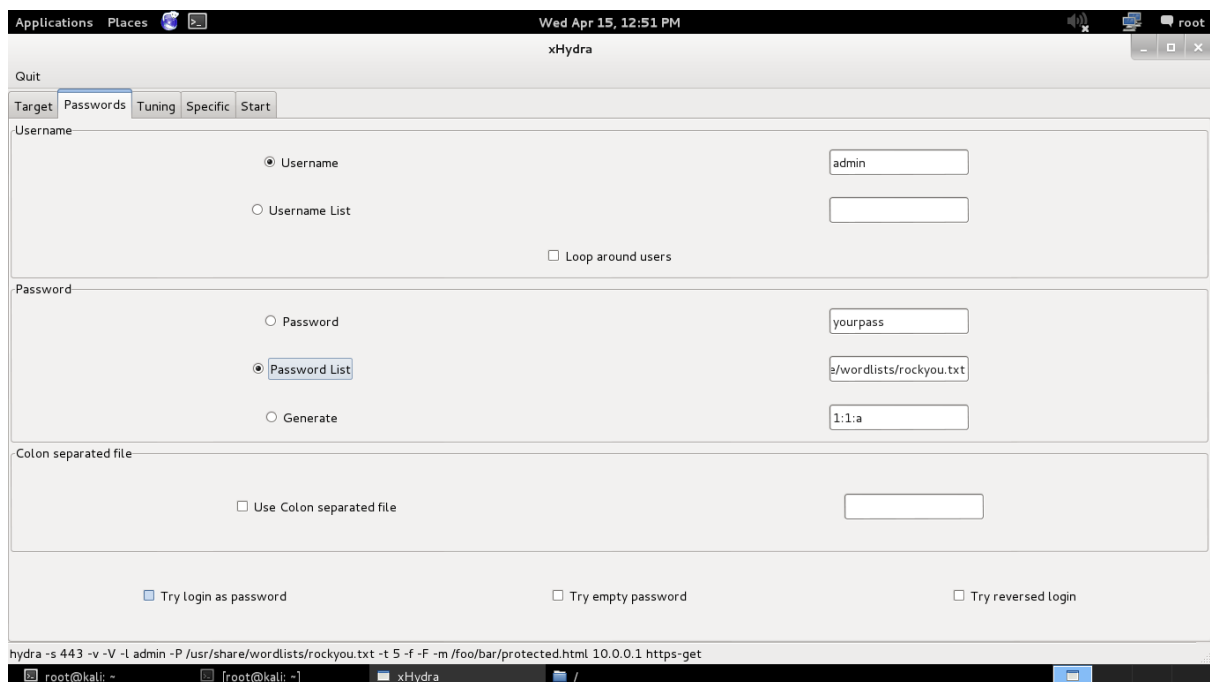 Applications Places Wed Apr 15, 12:51 PM root
xHydra
Quit
Target Passwords Tuning Specific Start
Username
Username admin
Username List
Loop around users
Password
Password yourpass
Password List e/wordlists/rockyou.txt
Generate 1:1:a
Colon separated file
Use Colon separated file
Try login as password Try empty password Try reversed login
hydra -s 443 -v -V -l admin -P /usr/share/wordlists/rockyou.txt -t 5 -f -F -m /foo/bar/protected.html 10.0.0.1 https-get
root@kali: ~ [root@kali: ~] xHydra /